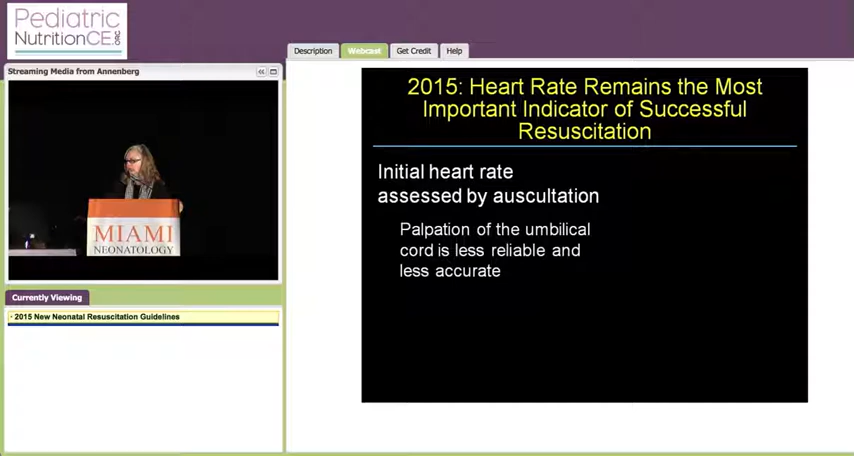 Pediatric
NutritionCE.ORG
Description
Webcast
Get Credit
Help
Streaming Media from Annenberg
MIAMI
NEONATOLOGY
Currently Viewing
· 2015 New Neonatal Resuscitation Guidelines
2015: Heart Rate Remains the Most
Important Indicator of Successful
Resuscitation
Initial heart rate
assessed by auscultation
Palpation of the umbilical
cord is less reliable and
less accurate